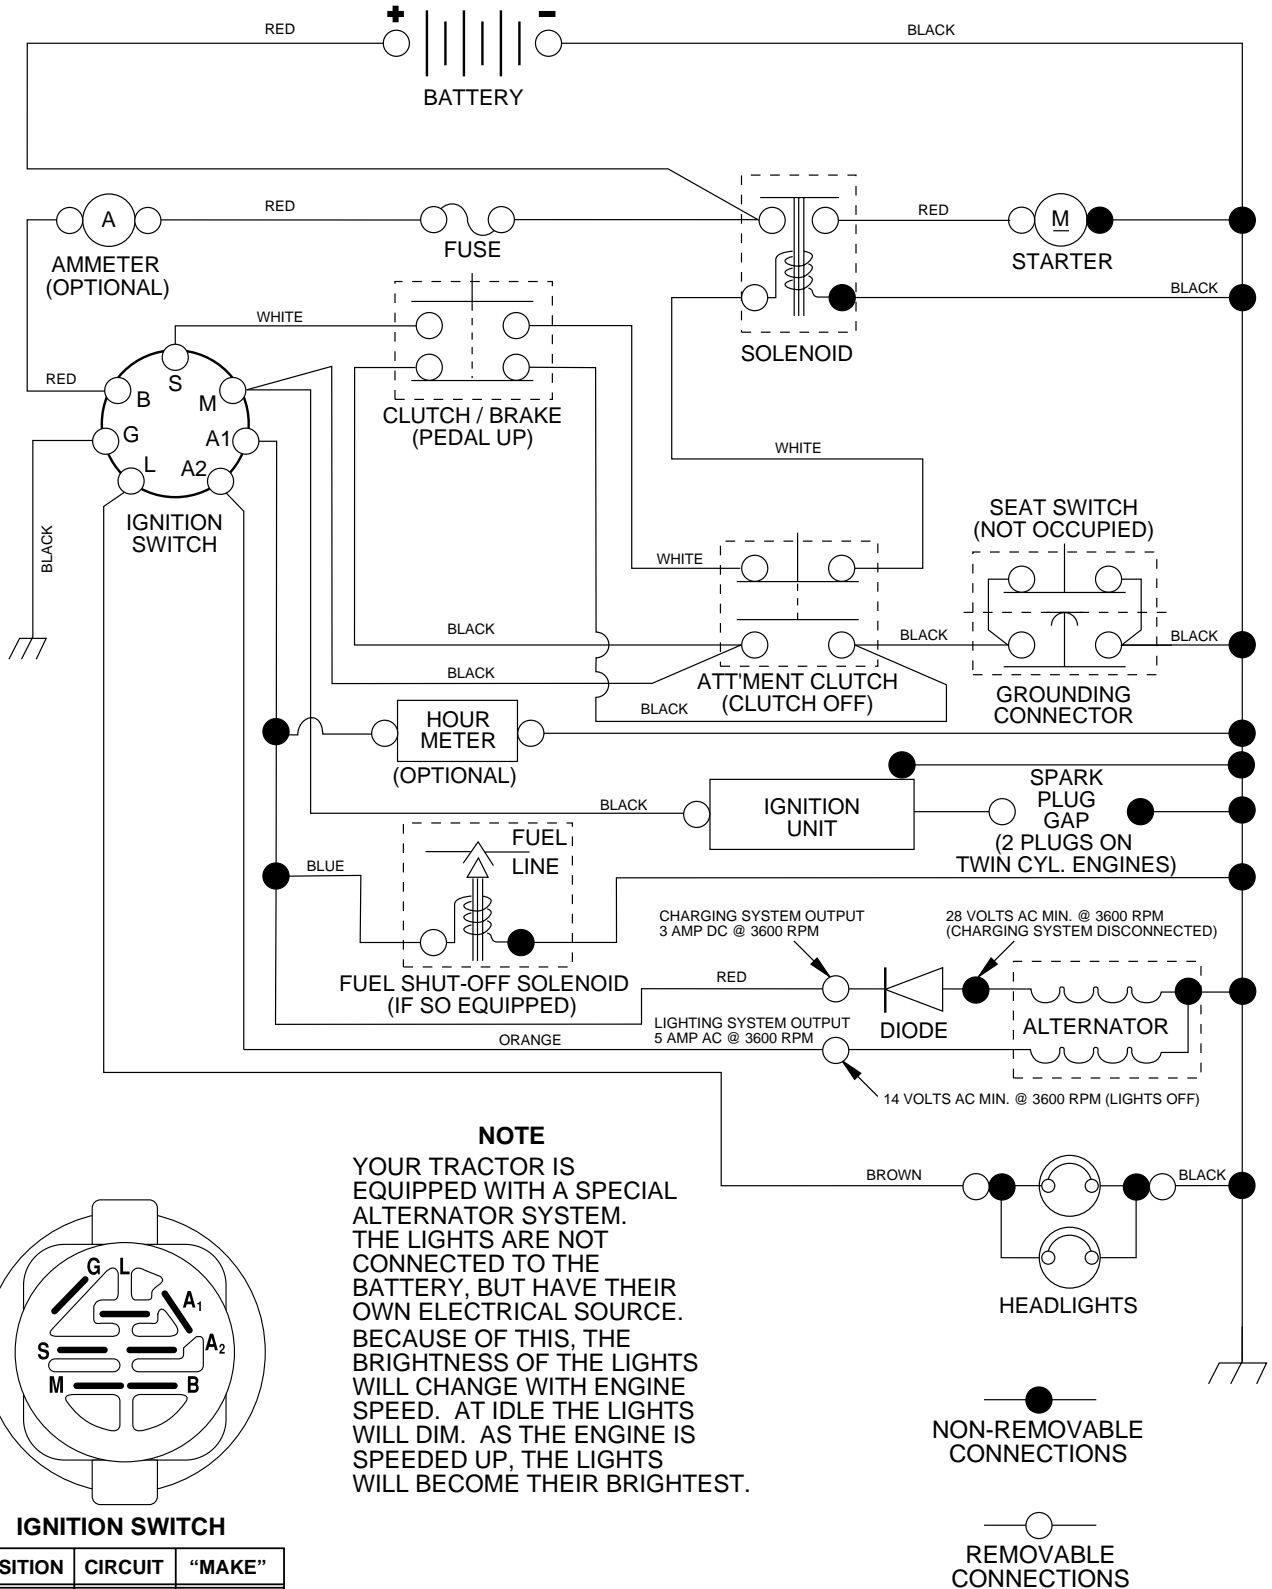 + -
RED
BLACK
BATTERY
A
RED
FUSE
RED
M
STARTER
AMMETER
(OPTIONAL)
WHITE
BLACK
SOLENOID
RED
S
B
M
G
A1
L
A2
CLUTCH / BRAKE
(PEDAL UP)
WHITE
IGNITION
SWITCH
BLACK
SEAT SWITCH
(NOT OCCUPIED)
WHITE
BLACK
BLACK
BLACK
BLACK
ATT'MENT CLUTCH
(CLUTCH OFF)
GROUNDING
CONNECTOR
BLACK
HOUR
METER
(OPTIONAL)
BLACK
IGNITION
UNIT
SPARK
PLUG
GAP
(2 PLUGS ON
TWIN CYL. ENGINES)
FUEL
LINE
BLUE
FUEL SHUT-OFF SOLENOID
(IF SO EQUIPPED)
CHARGING SYSTEM OUTPUT
3 AMP DC @ 3600 RPM
28 VOLTS AC MIN. @ 3600 RPM
(CHARGING SYSTEM DISCONNECTED)
RED
DIODE
ALTERNATOR
ORANGE
LIGHTING SYSTEM OUTPUT
5 AMP AC @ 3600 RPM
14 VOLTS AC MIN. @ 3600 RPM (LIGHTS OFF)
BROWN
BLACK
HEADLIGHTS
NOTE
YOUR TRACTOR IS
EQUIPPED WITH A SPECIAL
ALTERNATOR SYSTEM.
THE LIGHTS ARE NOT
CONNECTED TO THE
BATTERY, BUT HAVE THEIR
OWN ELECTRICAL SOURCE.
BECAUSE OF THIS, THE
BRIGHTNESS OF THE LIGHTS
WILL CHANGE WITH ENGINE
SPEED. AT IDLE THE LIGHTS
WILL DIM. AS THE ENGINE IS
SPEEDED UP, THE LIGHTS
WILL BECOME THEIR BRIGHTEST.
G L
A1
S A2
M B
IGNITION SWITCH
SITION CIRCUIT “MAKE”
NON-REMOVABLE
CONNECTIONS
REMOVABLE
CONNECTIONS